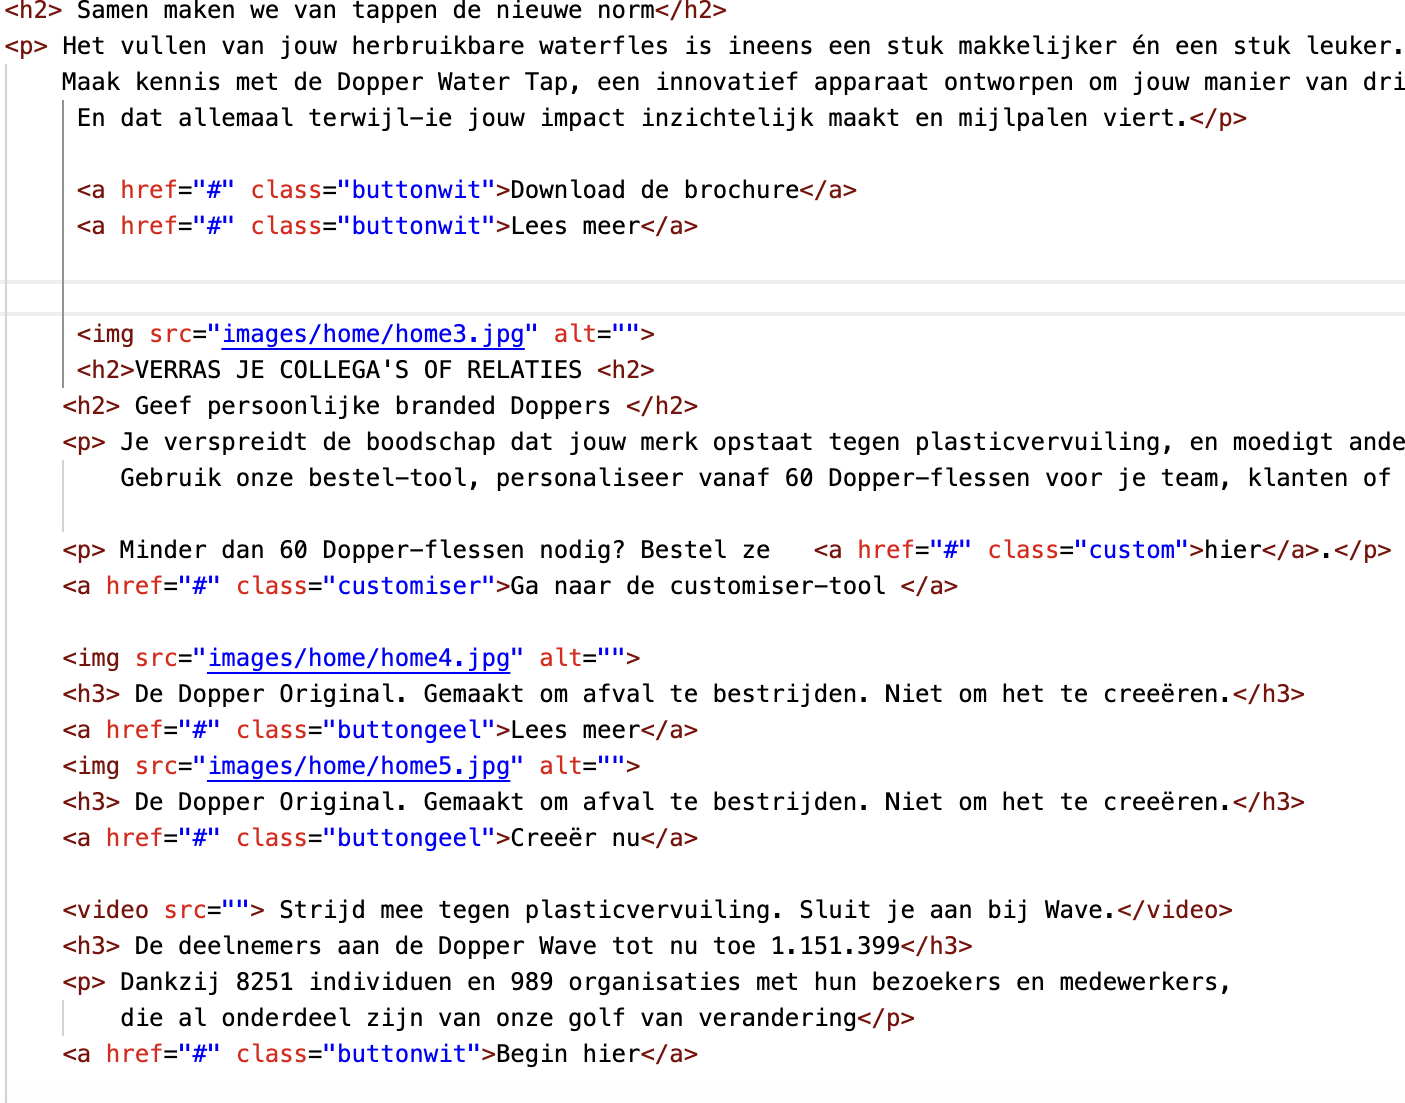 <h2> Samen maken we van tappen de nieuwe norm</h2>
<p> Het vullen van jouw herbruikbare waterfles is ineens een stuk makkelijker én een stuk leuker.
Maak kennis met de Dopper Water Tap, een innovatief apparaat ontworpen om jouw manier van dri
En dat allemaal terwijl-ie jouw impact inzichtelijk maakt en mijlpalen viert.</p>
<a href="#" class="buttonwit">Download de brochure</a>
<a href="#" class="buttonwit">Lees meer</a>
<img src="images/home/home3.jpg" alt="">
<h2>VERRAS JE COLLEGA'S OF RELATIES <h2>
<h2> Geef persoonlijke branded Doppers </h2>
<p> Je verspreidt de boodschap dat jouw merk opstaat tegen plasticvervuiling, en moedigt ande
Gebruik onze bestel-tool, personaliseer vanaf 60 Dopper-flessen voor je team, klanten of
<p> Minder dan 60 Dopper-flessen nodig? Bestel ze   <a href="#" class="custom">hier</a>.</p>
<a href="#" class="customiser">Ga naar de customiser-tool </a>
<img src="images/home/home4.jpg" alt="">
<h3> De Dopper Original. Gemaakt om afval te bestrijden. Niet om het te creeëren.</h3>
<a href="#" class="buttongeel">Lees meer</a>
<img src="images/home/home5.jpg" alt="">
<h3> De Dopper Original. Gemaakt om afval te bestrijden. Niet om het te creeëren.</h3>
<a href="#" class="buttongeel">Creeër nu</a>
<video src=""> Strijd mee tegen plasticvervuiling. Sluit je aan bij Wave.</video>
<h3> De deelnemers aan de Dopper Wave tot nu toe 1.151.399</h3>
<p> Dankzij 8251 individuen en 989 organisaties met hun bezoekers en medewerkers,
die al onderdeel zijn van onze golf van verandering</p>
<a href="#" class="buttonwit">Begin hier</a>